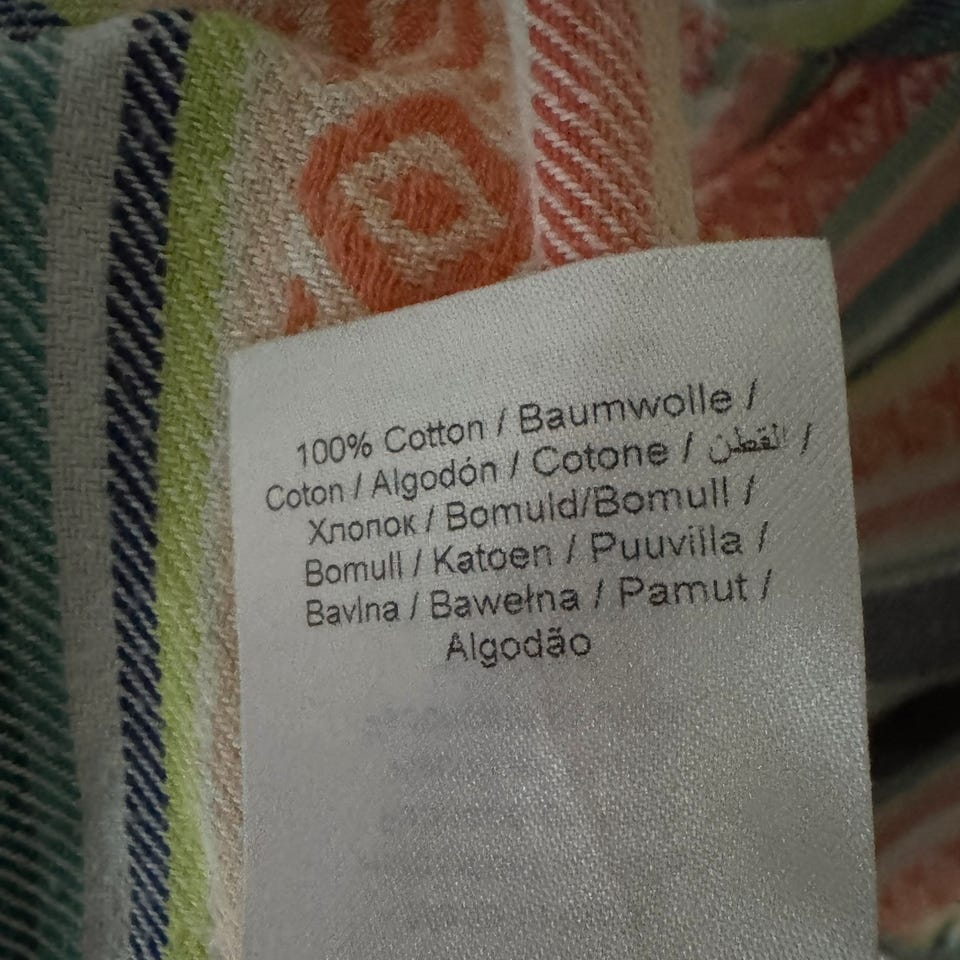 100% Cotton / Baumwolle /
Coton / Algodón / Cotone / القطن /
Хлопок / Bomuld/Bomull /
Bomull / Katoen / Puuvilla /
Bavlna / Bawełna / Pamut /
Algodão